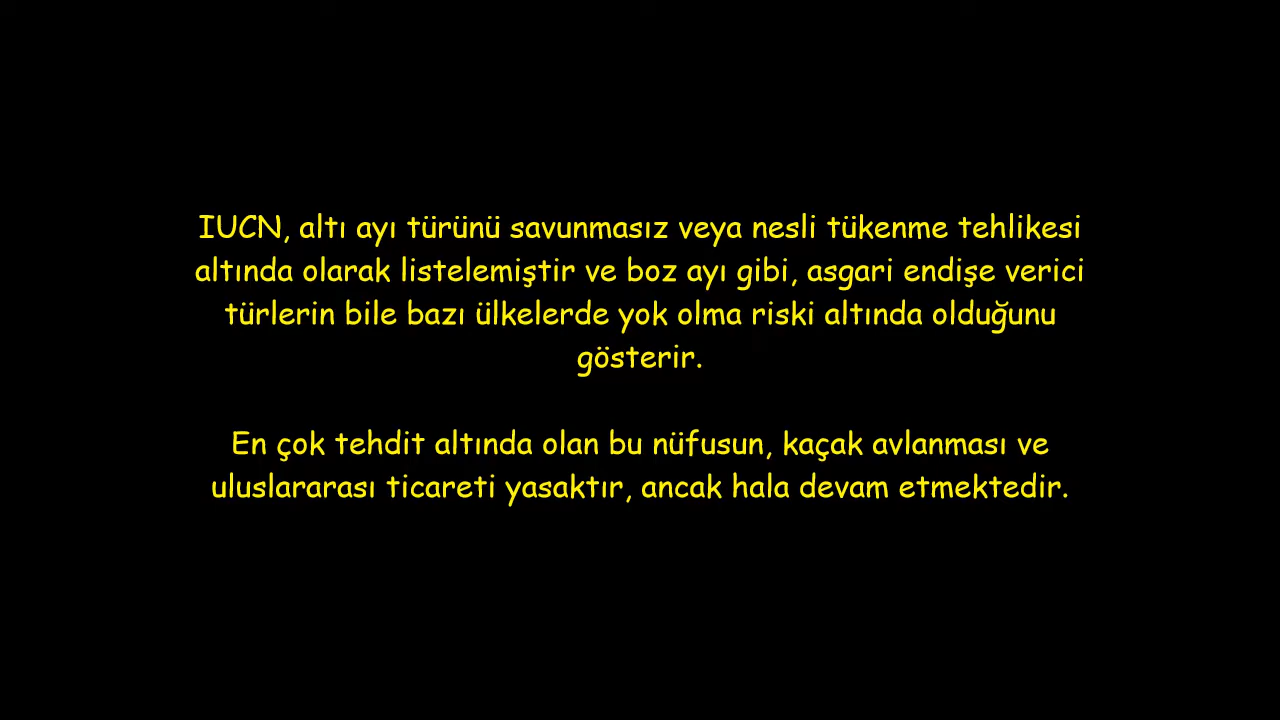 IUCN, altı ayı türünü savunmasız veya nesli tükenme tehlikesi
altında olarak listelemiştir ve boz ayı gibi, asgari endişe verici
türlerin bile bazı ülkelerde yok olma riski altında olduğunu
gösterir.
En çok tehdit altında olan bu nüfusun, kaçak avlanması ve
uluslararası ticareti yasaktır, ancak hala devam etmektedir.